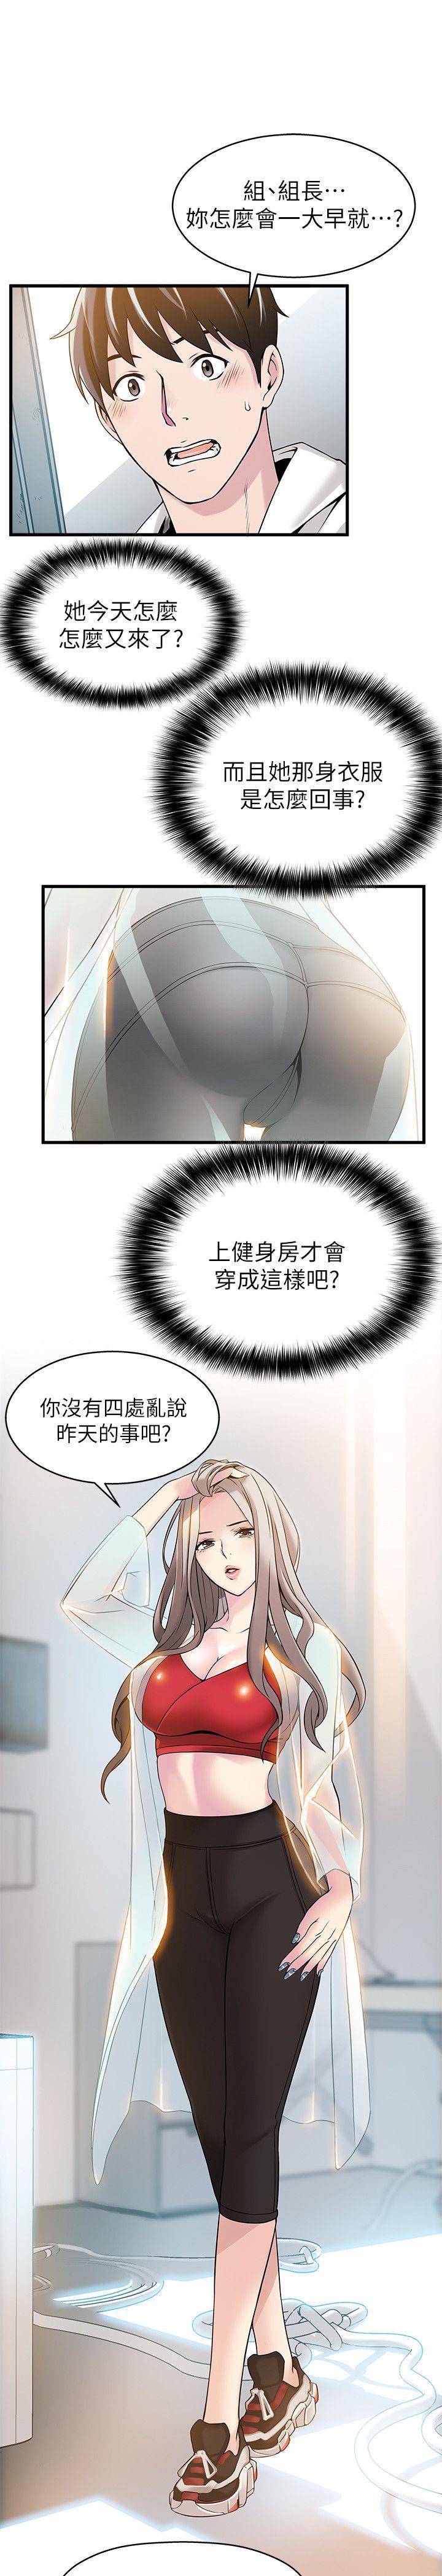 組、組長⋯
妳怎麼會一大早就⋯?
她今天怎麼
怎麼又來了?
而且她那身衣服
是怎麼回事?
上健身房才會
穿成這樣吧?
你沒有四處亂說
昨天的事吧?